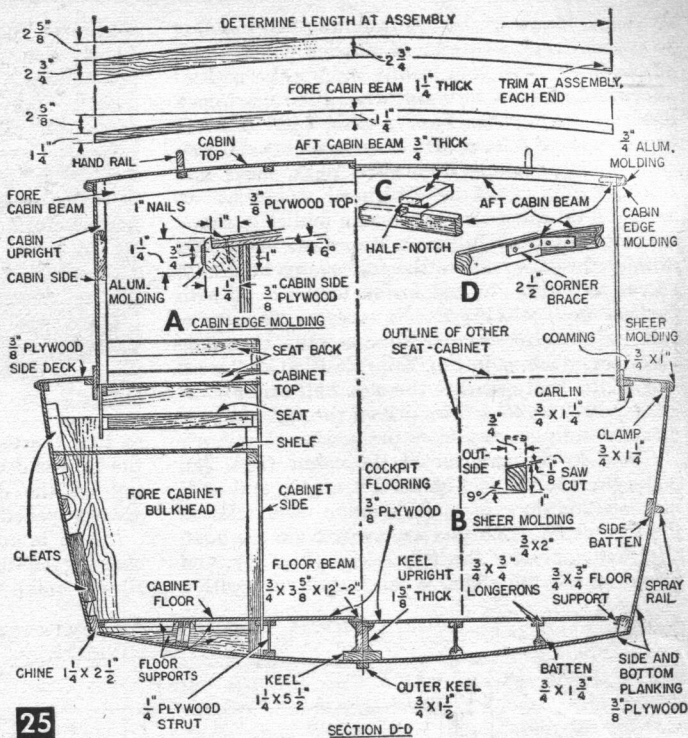 DETERMINE LENGTH AT ASSEMBLY
2 5/8"
2 3/4"
2 3/4"
FORE CABIN BEAM 1 1/4" THICK
TRIM AT ASSEMBLY,
EACH END
2 5/8"
1 1/4"
1 1/4"
AFT CABIN BEAM 3/4" THICK
HAND RAIL
CABIN
TOP
3/4" ALUM.
MOLDING
FORE
CABIN BEAM
CABIN
UPRIGHT
CABIN SIDE
1" NAILS
1"
3/8" PLYWOOD TOP
1 1/4"
3/4"
6°
1"
ALUM.
MOLDING
1 1/4"
CABIN SIDE
3/8" PLYWOOD
A CABIN EDGE MOLDING
C
HALF-NOTCH
AFT CABIN BEAM
CABIN
EDGE
MOLDING
D
2 1/2" CORNER
BRACE
3/8" PLYWOOD
SIDE DECK
SEAT BACK
CABINET
TOP
SEAT
SHELF
OUTLINE OF OTHER
SEAT-CABINET
COAMING
SHEER
MOLDING
3/4 X 1"
CARLIN
3/4 X 1 1/4"
CLAMP
3/4 X 1 1/4"
3/4"
OUT-
SIDE
1/8" SAW
CUT
9°
1"
B SHEER MOLDING
FORE CABINET
BULKHEAD
CABINET
SIDE
COCKPIT
FLOORING
3/8" PLYWOOD
CLEATS
SIDE
BATTEN
3/4 X 2"
SPRAY
RAIL
CABINET
FLOOR
FLOOR BEAM
3/4 X 3 5/8" X 12'-2"
KEEL
UPRIGHT
1 5/8" THICK
3/4 X 3/4"
LONGERONS
3/4 X 3/4" FLOOR
SUPPORT
CHINE 1 1/4 X 2 1/2"
FLOOR
SUPPORTS
1/4" PLYWOOD
STRUT
KEEL
1 1/4 X 5 1/2"
OUTER KEEL
3/4 X 1 1/2"
BATTEN
3/4 X 1 3/4"
SIDE AND
BOTTOM
PLANKING
3/8" PLYWOOD
25
SECTION D-D